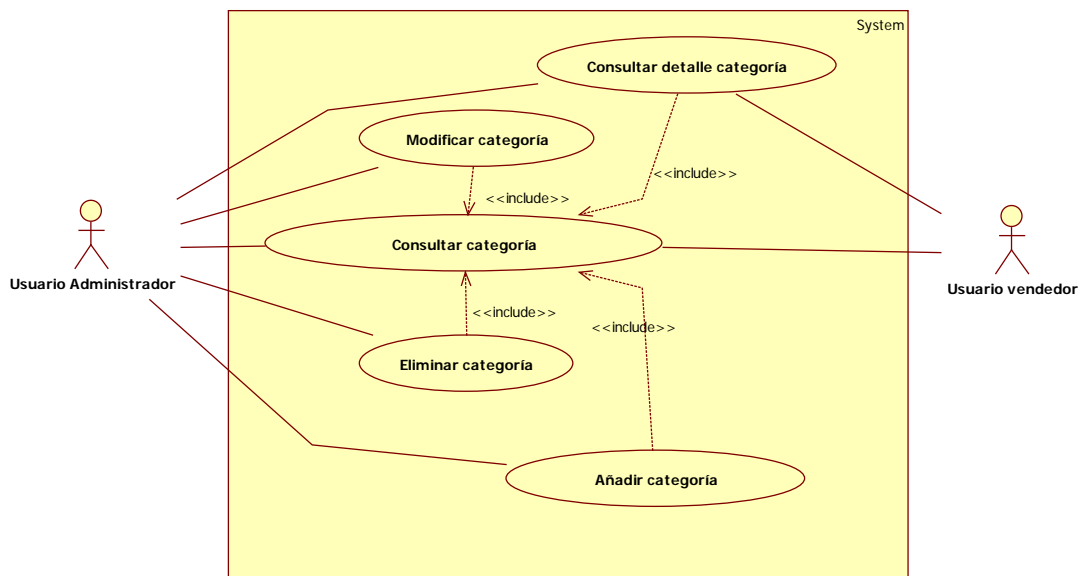 System
Consultar detalle categoría
Modificar categoría
<<include>>
<<include>>
Consultar categoría
Usuario Administrador
Usuario vendedor
<<include>>
<<include>>
Eliminar categoría
Añadir categoría